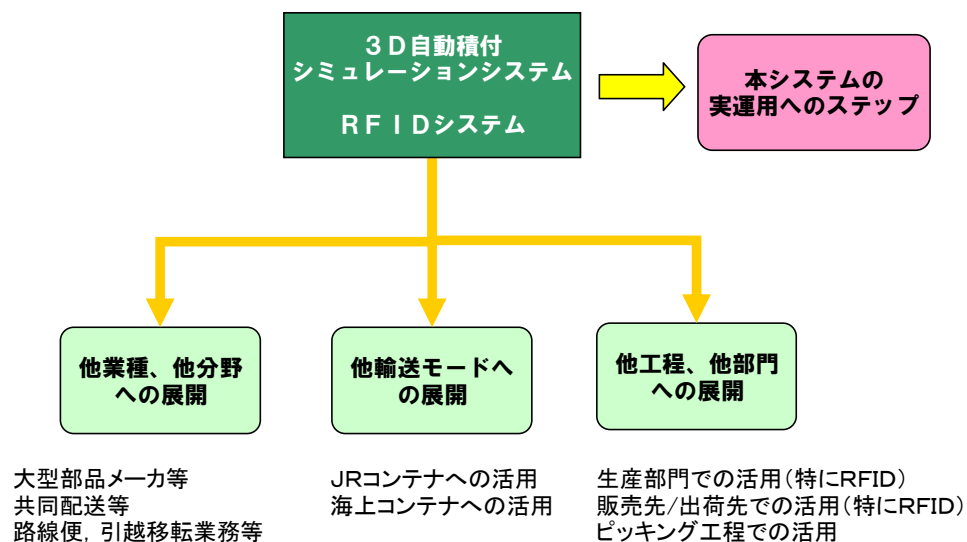 3D自動積付
シミュレーションシステム
RFIDシステム
本システムの
実運用へのステップ
他業種、他分野
への展開
他輸送モードへ
の展開
他工程、他部門
への展開
大型部品メーカ等
共同配送等
路線便,引越移転業務等
JRコンテナへの活用
海上コンテナへの活用
生産部門での活用(特にRFID)
販売先/出荷先での活用(特にRFID)
ピッキング工程での活用